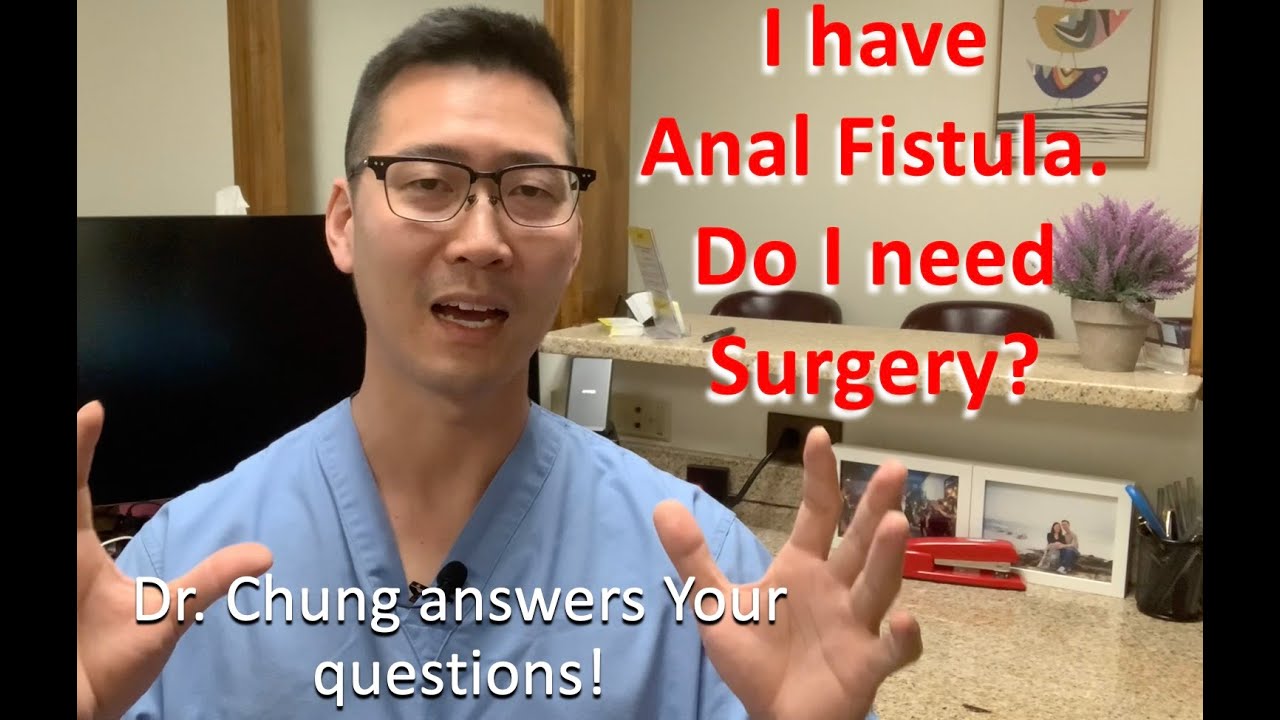 I have
Anal Fistula.
Do I need
Surgery?
Dr. Chung answers Your
questions!